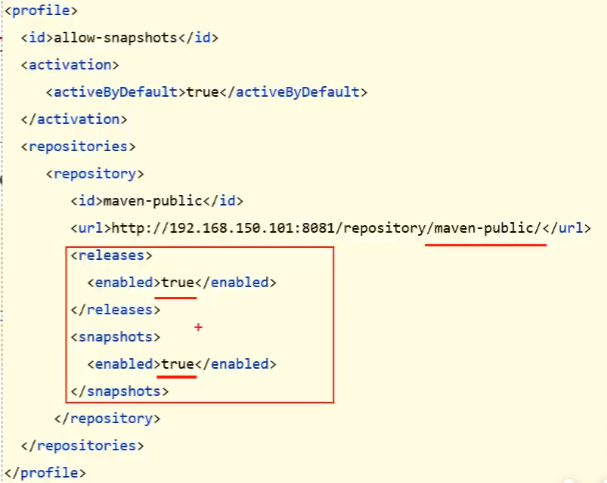 <profile>
<id>allow-snapshots</id>
<activation>
<activeByDefault>true</activeByDefault>
</activation>
<repositories>
<repository>
<id>maven-public</id>
<url>http://192.168.150.101:8081/repository/maven-public/</url>
<releases>
<enabled>true</enabled>
</releases>
<snapshots>
<enabled>true</enabled>
</snapshots>
</repository>
</repositories>
</profile>